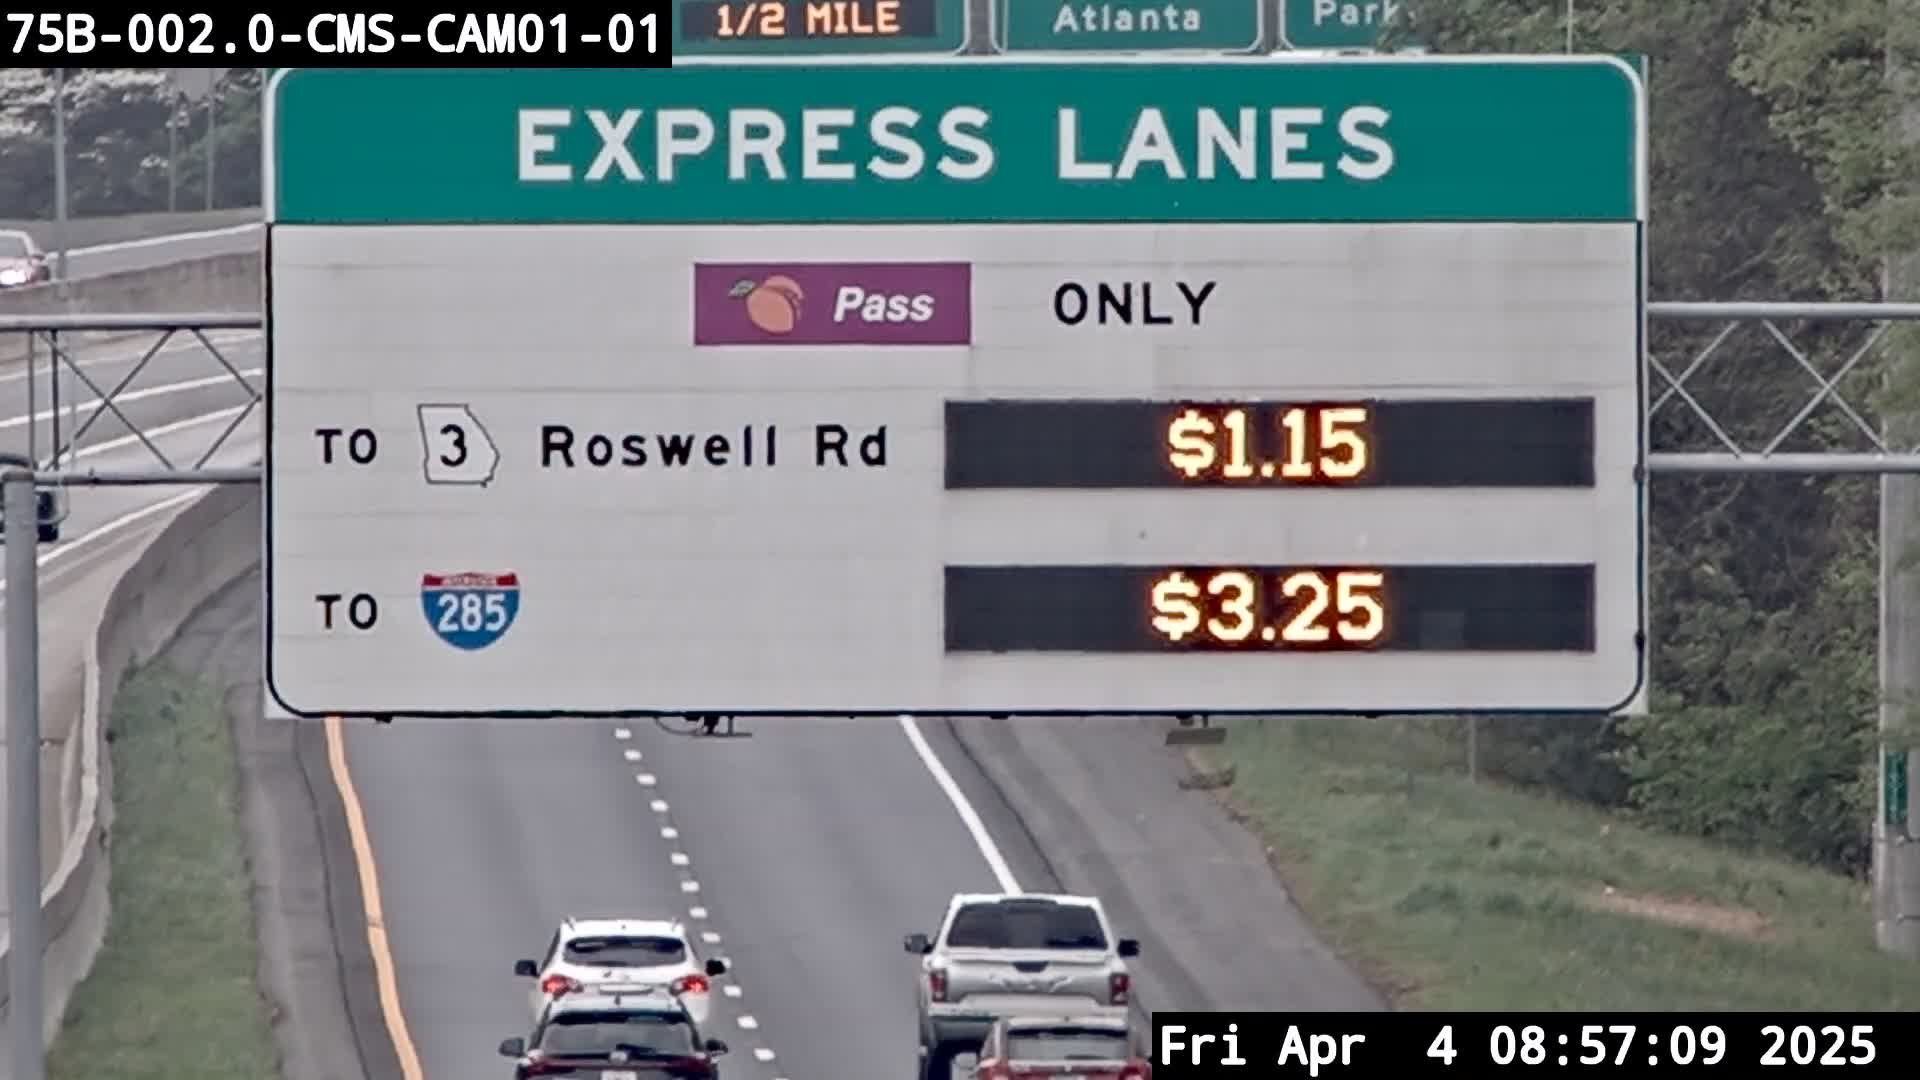 75B-002.0-CMS-CAM01-01
1/2 MILE
Atlanta
Park
EXPRESS LANES
Pass ONLY
TO 3 Roswell Rd $1.15
TO 285 $3.25
Fri Apr 4 08:57:09 2025